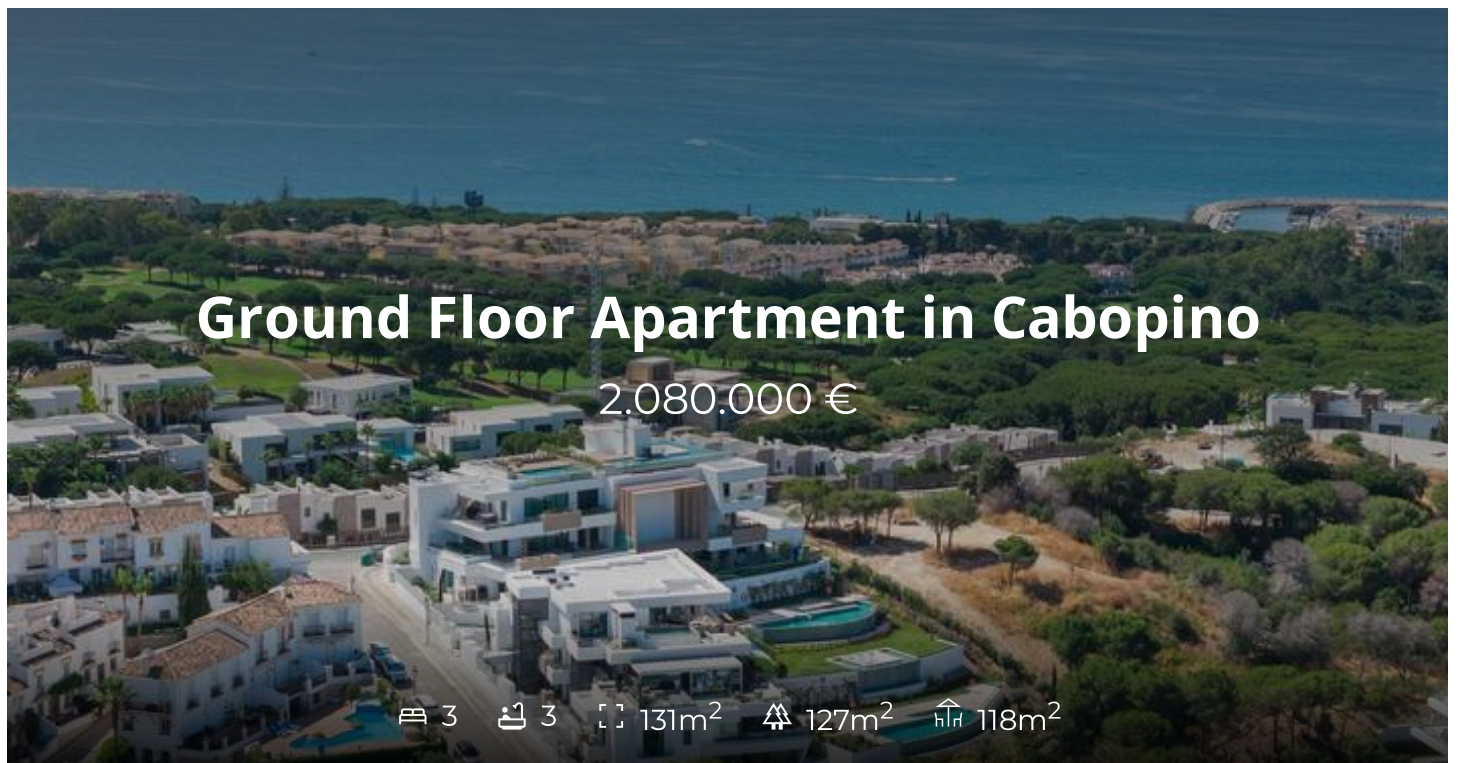 Ground Floor Apartment in Cabopino
2.080.000 €
3 3 131m² 127m² 118m²